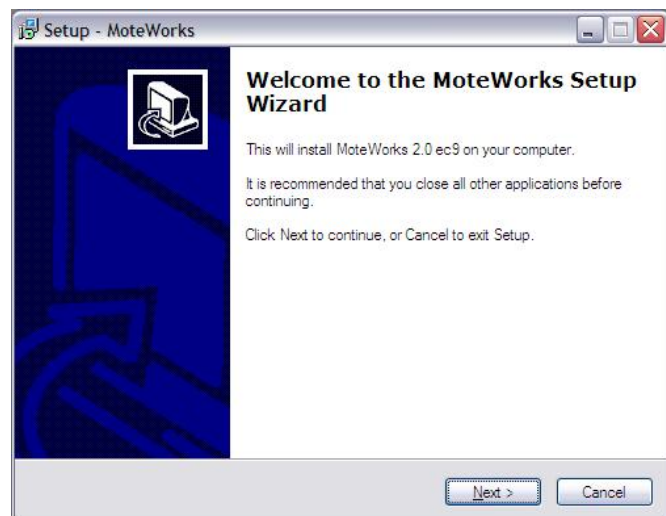 Setup - MoteWorks
Welcome to the MoteWorks Setup
Wizard
This will install MoteWorks 2.0 ec9 on your computer.
It is recommended that you close all other applications before
continuing.
Click Next to continue, or Cancel to exit Setup.
Next >
Cancel